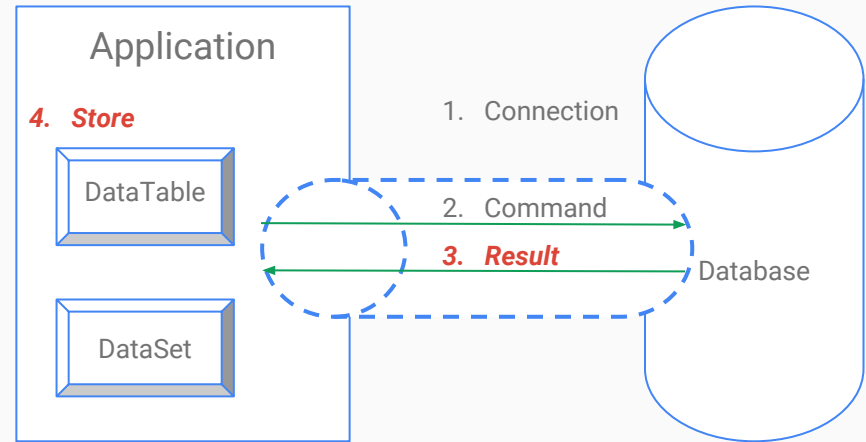 Application
4. Store
DataTable
DataSet
1. Connection
2. Command
3. Result
Database